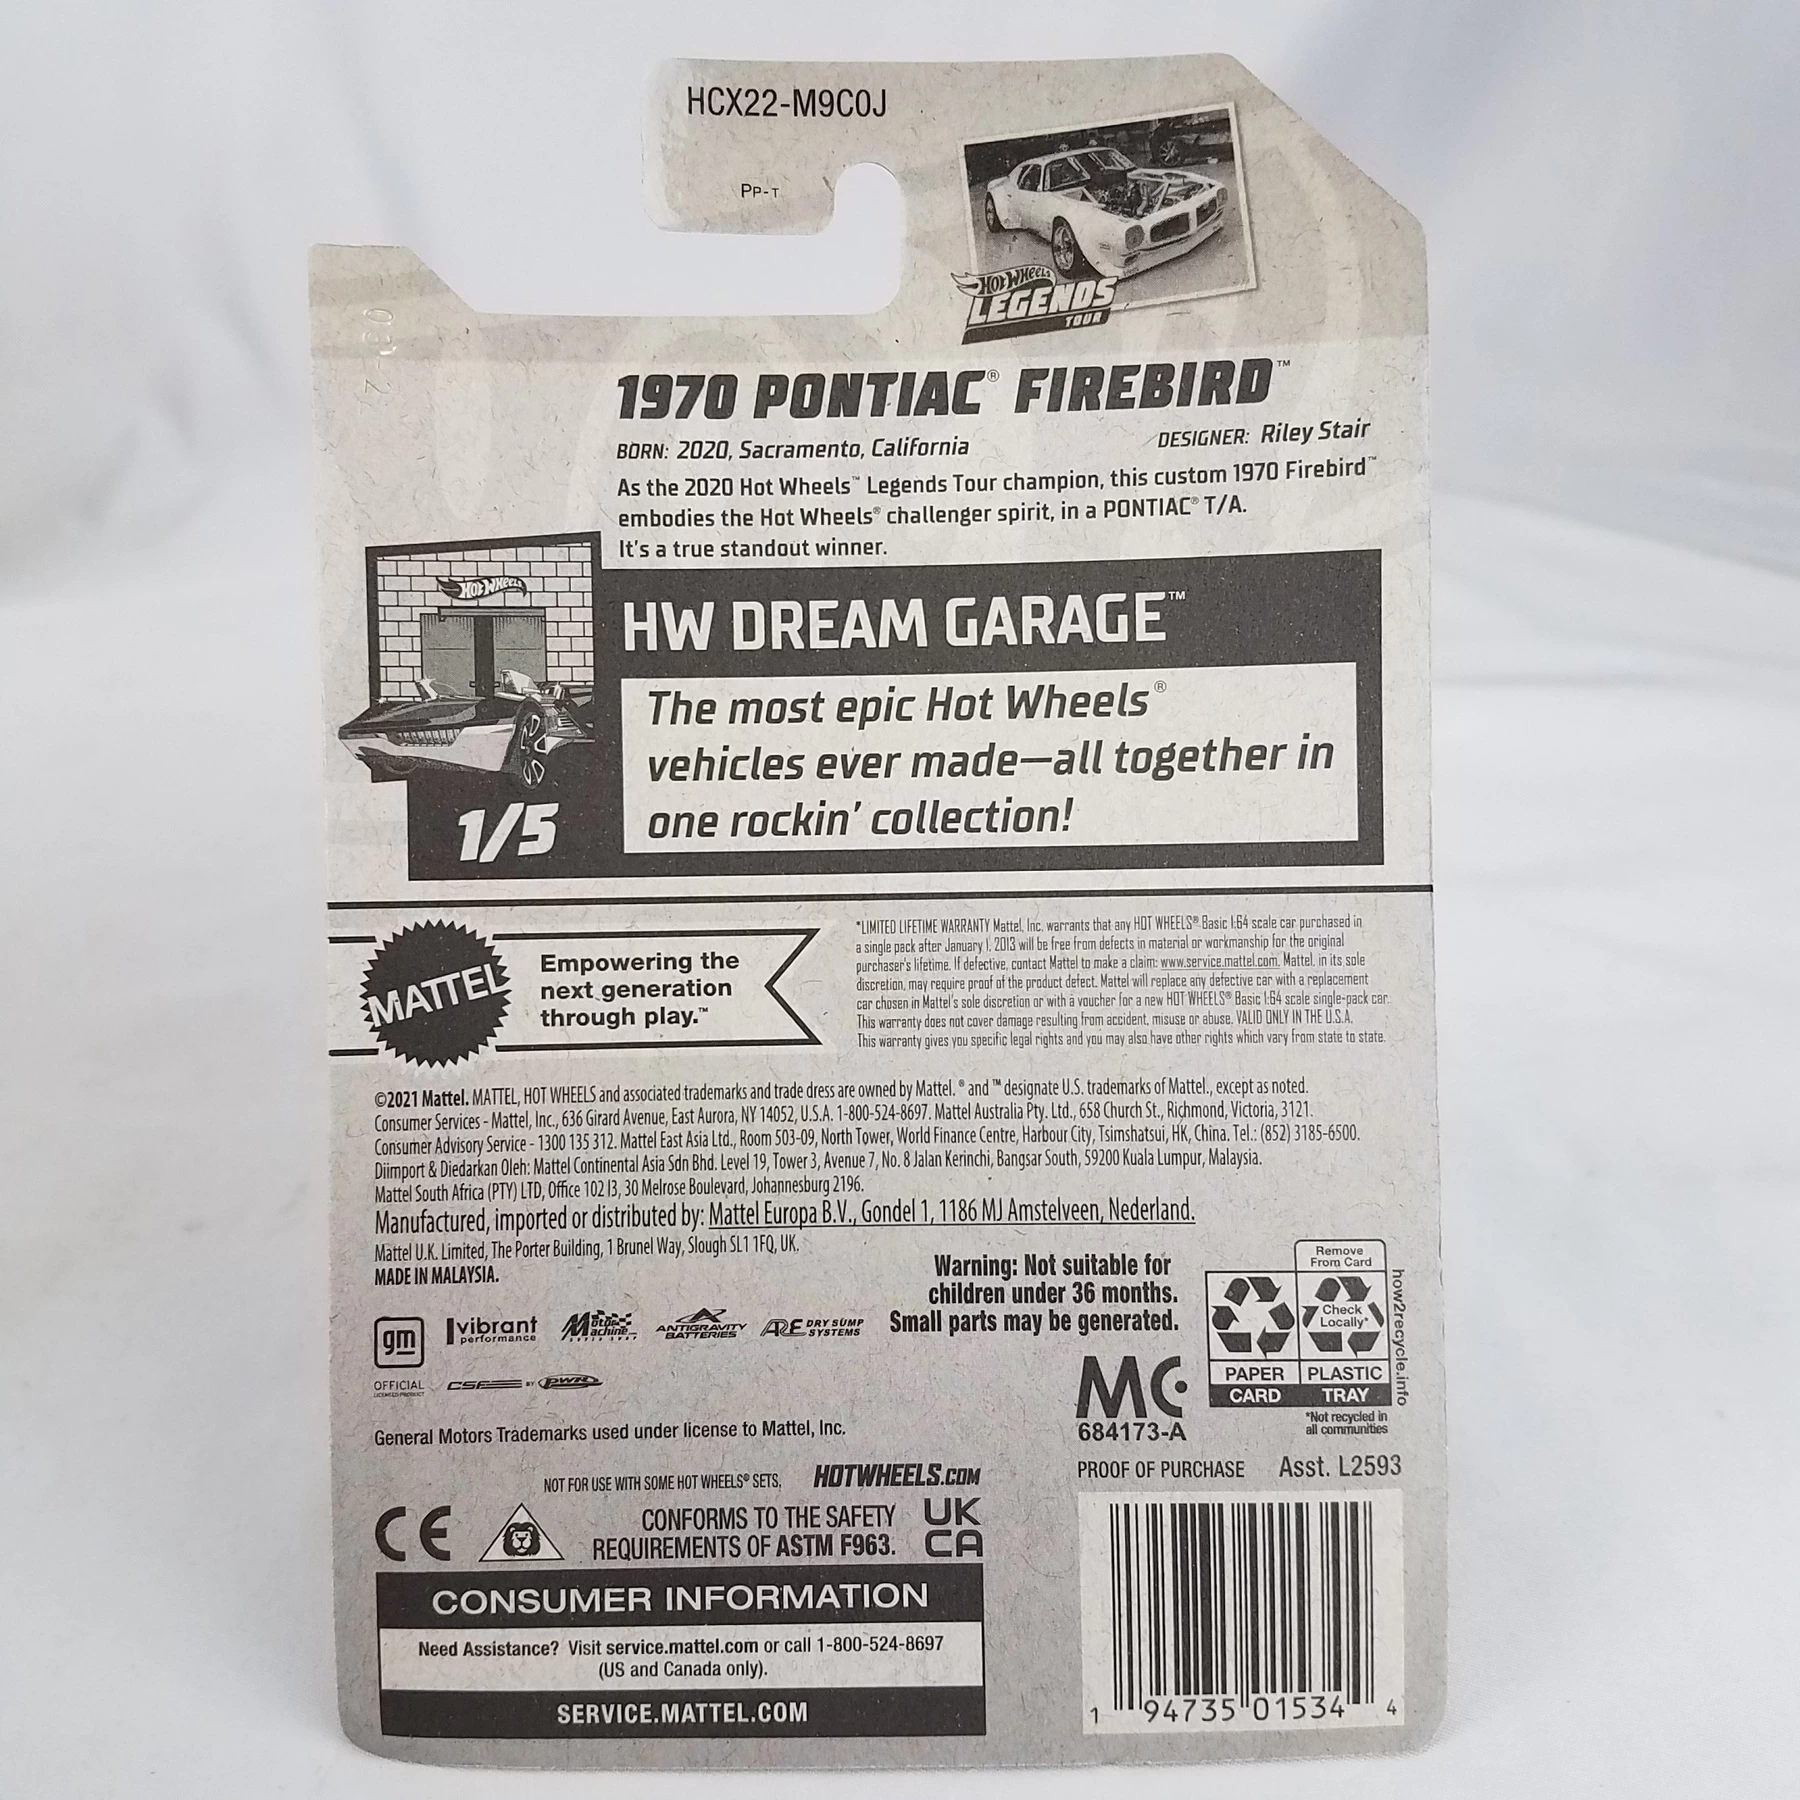 HCX22-M9C0J
PP-T
HOT WHEELS
LEGENDS
TOUR
1970 PONTIAC® FIREBIRD™
BORN: 2020, Sacramento, California
DESIGNER: Riley Stair
As the 2020 Hot Wheels™ Legends Tour champion, this custom 1970 Firebird™
embodies the Hot Wheels® challenger spirit, in a PONTIAC® T/A.
It's a true standout winner.
HOT WHEELS
HW DREAM GARAGE™
The most epic Hot Wheels®
vehicles ever made—all together in
one rockin' collection!
1/5
MATTEL
Empowering the
next generation
through play.™
*LIMITED LIFETIME WARRANTY Mattel, Inc. warrants that any HOT WHEELS® Basic 1:64 scale car purchased in
a single pack after January 1, 2013 will be free from defects in material or workmanship for the original
purchaser's lifetime. If defective, contact Mattel to make a claim: www.service.mattel.com. Mattel, in its sole
discretion, may require proof of the product defect. Mattel will replace any defective car with a replacement
car chosen in Mattel's sole discretion or with a voucher for a new HOT WHEELS® Basic 1:64 scale single-pack car.
This warranty does not cover damage resulting from accident, misuse or abuse. VALID ONLY IN THE U.S.A.
This warranty gives you specific legal rights and you may also have other rights which vary from state to state.
©2021 Mattel. MATTEL, HOT WHEELS and associated trademarks and trade dress are owned by Mattel. ® and ™ designate U.S. trademarks of Mattel., except as noted.
Consumer Services - Mattel, Inc., 636 Girard Avenue, East Aurora, NY 14052, U.S.A. 1-800-524-8697. Mattel Australia Pty. Ltd., 658 Church St., Richmond, Victoria, 3121.
Consumer Advisory Service - 1300 135 312. Mattel East Asia Ltd., Room 503-09, North Tower, World Finance Centre, Harbour City, Tsimshatsui, HK, China. Tel.: (852) 3185-6500.
Diimport & Diedarkan Oleh: Mattel Continental Asia Sdn Bhd. Level 19, Tower 3, Avenue 7, No. 8 Jalan Kerinchi, Bangsar South, 59200 Kuala Lumpur, Malaysia.
Mattel South Africa (PTY) LTD, Office 102 I3, 30 Melrose Boulevard, Johannesburg 2196.
Manufactured, imported or distributed by: Mattel Europa B.V., Gondel 1, 1186 MJ Amstelveen, Nederland.
Mattel U.K. Limited, The Porter Building, 1 Brunel Way, Slough SL1 1FQ, UK.
MADE IN MALAYSIA.
Warning: Not suitable for
children under 36 months.
Small parts may be generated.
Remove
From Card
Check
Locally*
PAPER
CARD
PLASTIC
TRAY
*Not recycled in
all communities
how2recycle.info
gm
OFFICIAL
LICENSED PRODUCT
vibrant
performance
Motor
Machine
ANTIGRAVITY
BATTERIES
ARE DRY SUMP
SYSTEMS
CSF BY PWR
MC
684173-A
General Motors Trademarks used under license to Mattel, Inc.
PROOF OF PURCHASE
Asst. L2593
NOT FOR USE WITH SOME HOT WHEELS® SETS.
HOTWHEELS.COM
CE
CONFORMS TO THE SAFETY
REQUIREMENTS OF ASTM F963.
UK
CA
CONSUMER INFORMATION
Need Assistance? Visit service.mattel.com or call 1-800-524-8697
(US and Canada only).
SERVICE.MATTEL.COM
1 94735 01534 4